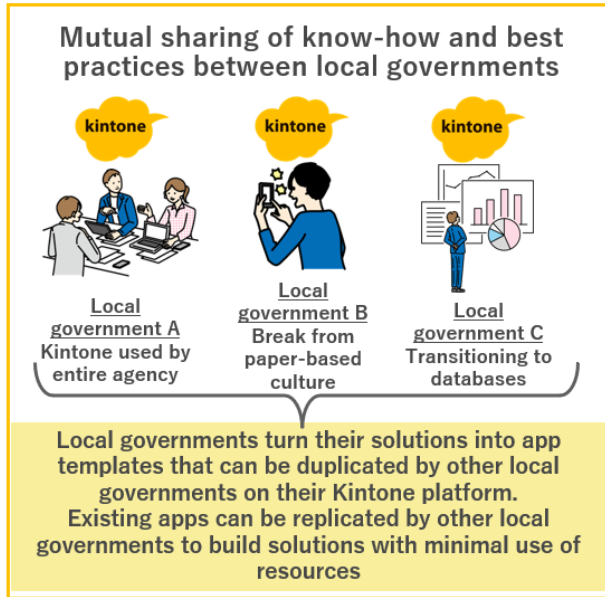 Mutual sharing of know-how and best
practices between local governments
kintone
kintone
kintone
Local
government A
Kintone used by
entire agency
Local
government B
Break from
paper-based
culture
Local
government C
Transitioning to
databases
Local governments turn their solutions into app
templates that can be duplicated by other local
governments on their Kintone platform.
Existing apps can be replicated by other local
governments to build solutions with minimal use of
resources